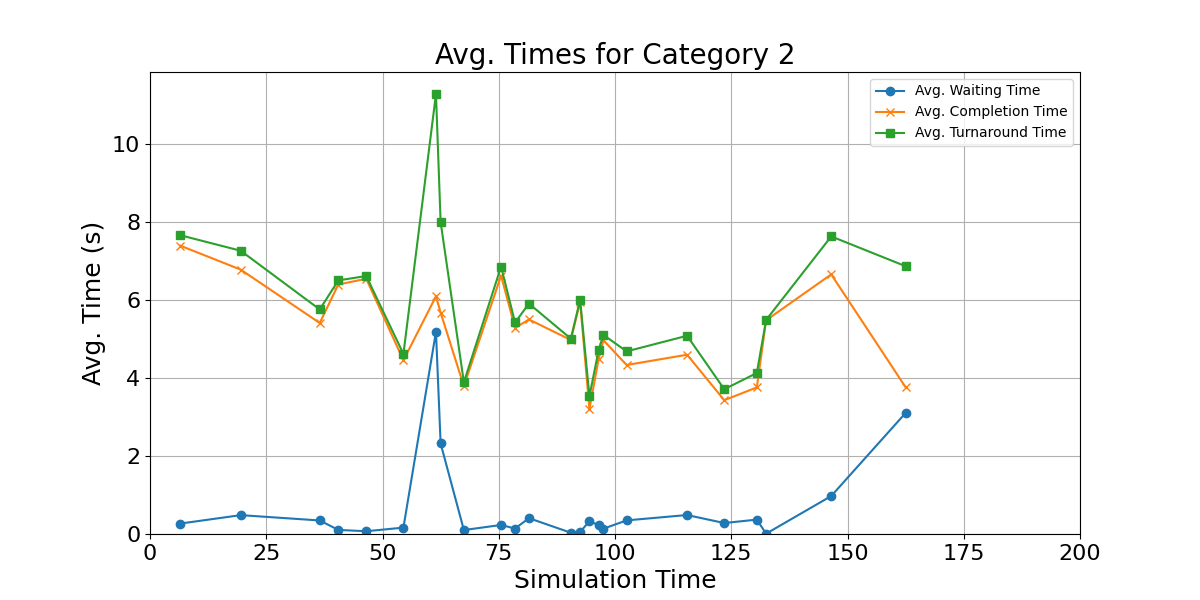 Avg. Times for Category 2
Avg. Waiting Time
Avg. Completion Time
Avg. Turnaround Time
Avg. Time (s)
10
8
6
4
2
0
0 25 50 75 100 125 150 175 200
Simulation Time